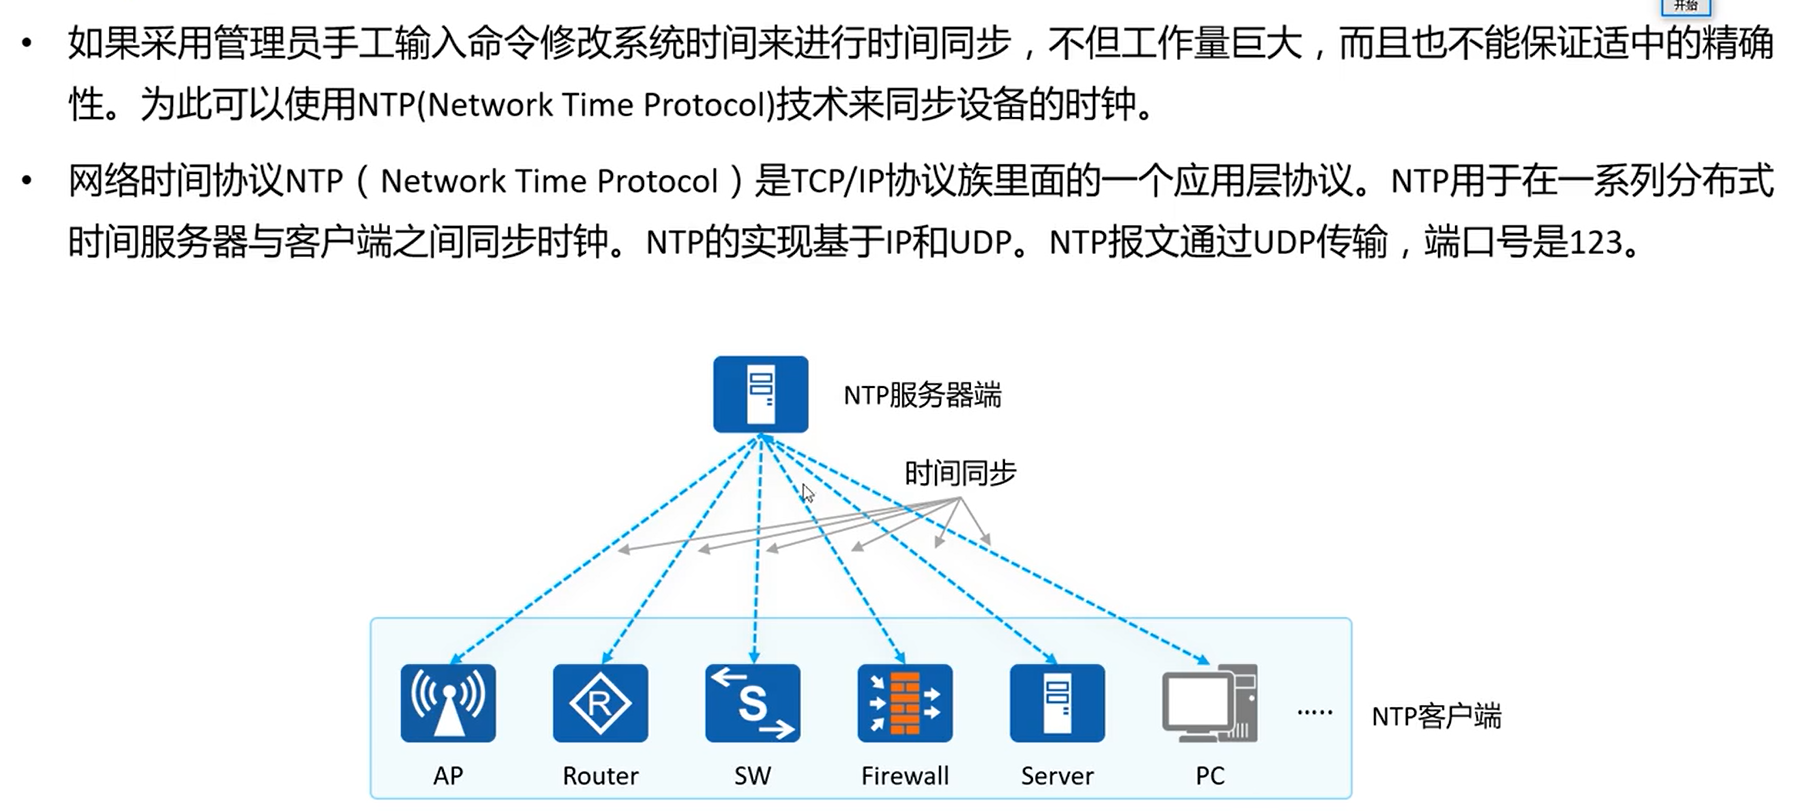 开始
• 如果采用管理员手工输入命令修改系统时间来进行时间同步，不但工作量巨大，而且也不能保证适中的精确
性。为此可以使用NTP(Network Time Protocol)技术来同步设备的时钟。
• 网络时间协议NTP（Network Time Protocol）是TCP/IP协议族里面的一个应用层协议。NTP用于在一系列分布式
时间服务器与客户端之间同步时钟。NTP的实现基于IP和UDP。NTP报文通过UDP传输，端口号是123。
NTP服务器端
时间同步
R
S
·····
NTP客户端
AP
Router
SW
Firewall
Server
PC